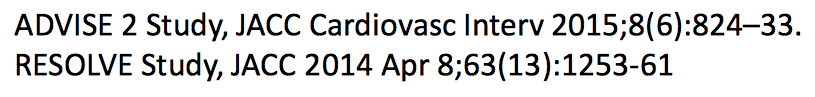 ADVISE 2 Study, JACC Cardiovasc Interv 2015;8(6):824–33.
RESOLVE Study, JACC 2014 Apr 8;63(13):1253-61